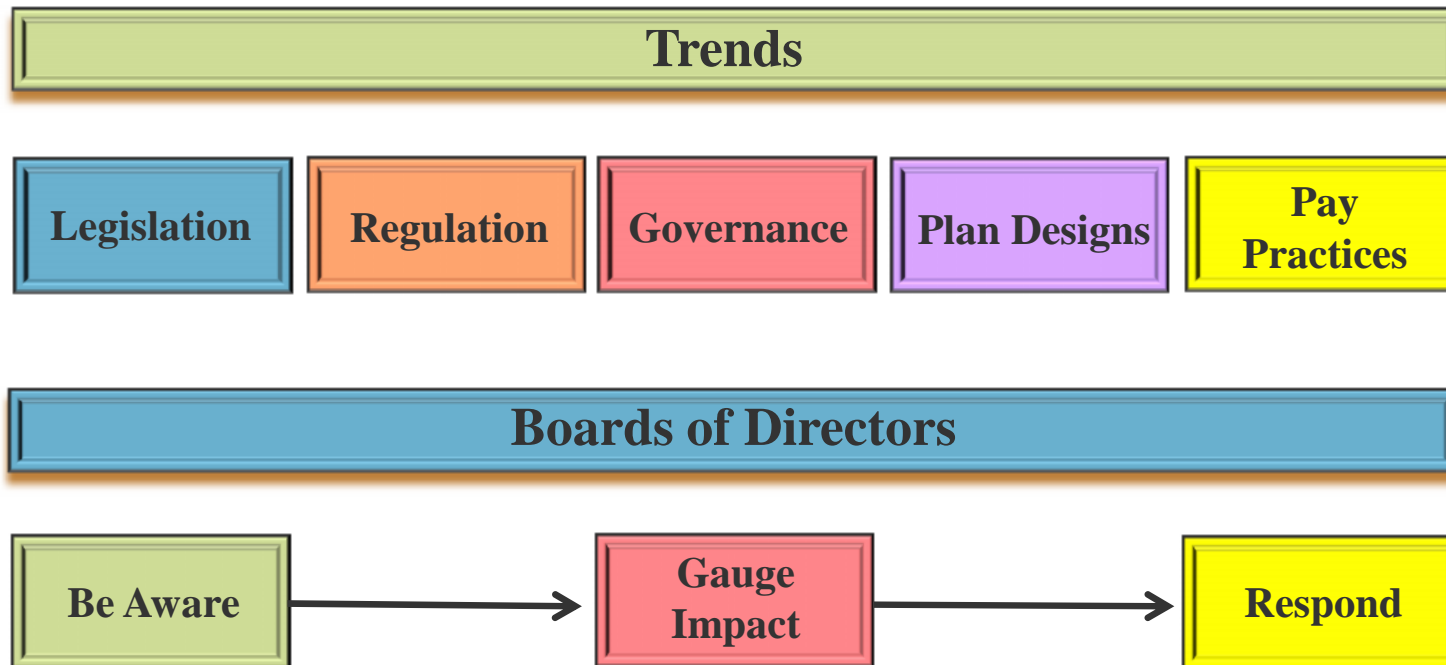 Trends
Legislation
Regulation
Governance
Plan Designs
Pay
Practices
Boards of Directors
Be Aware
Gauge
Impact
Respond